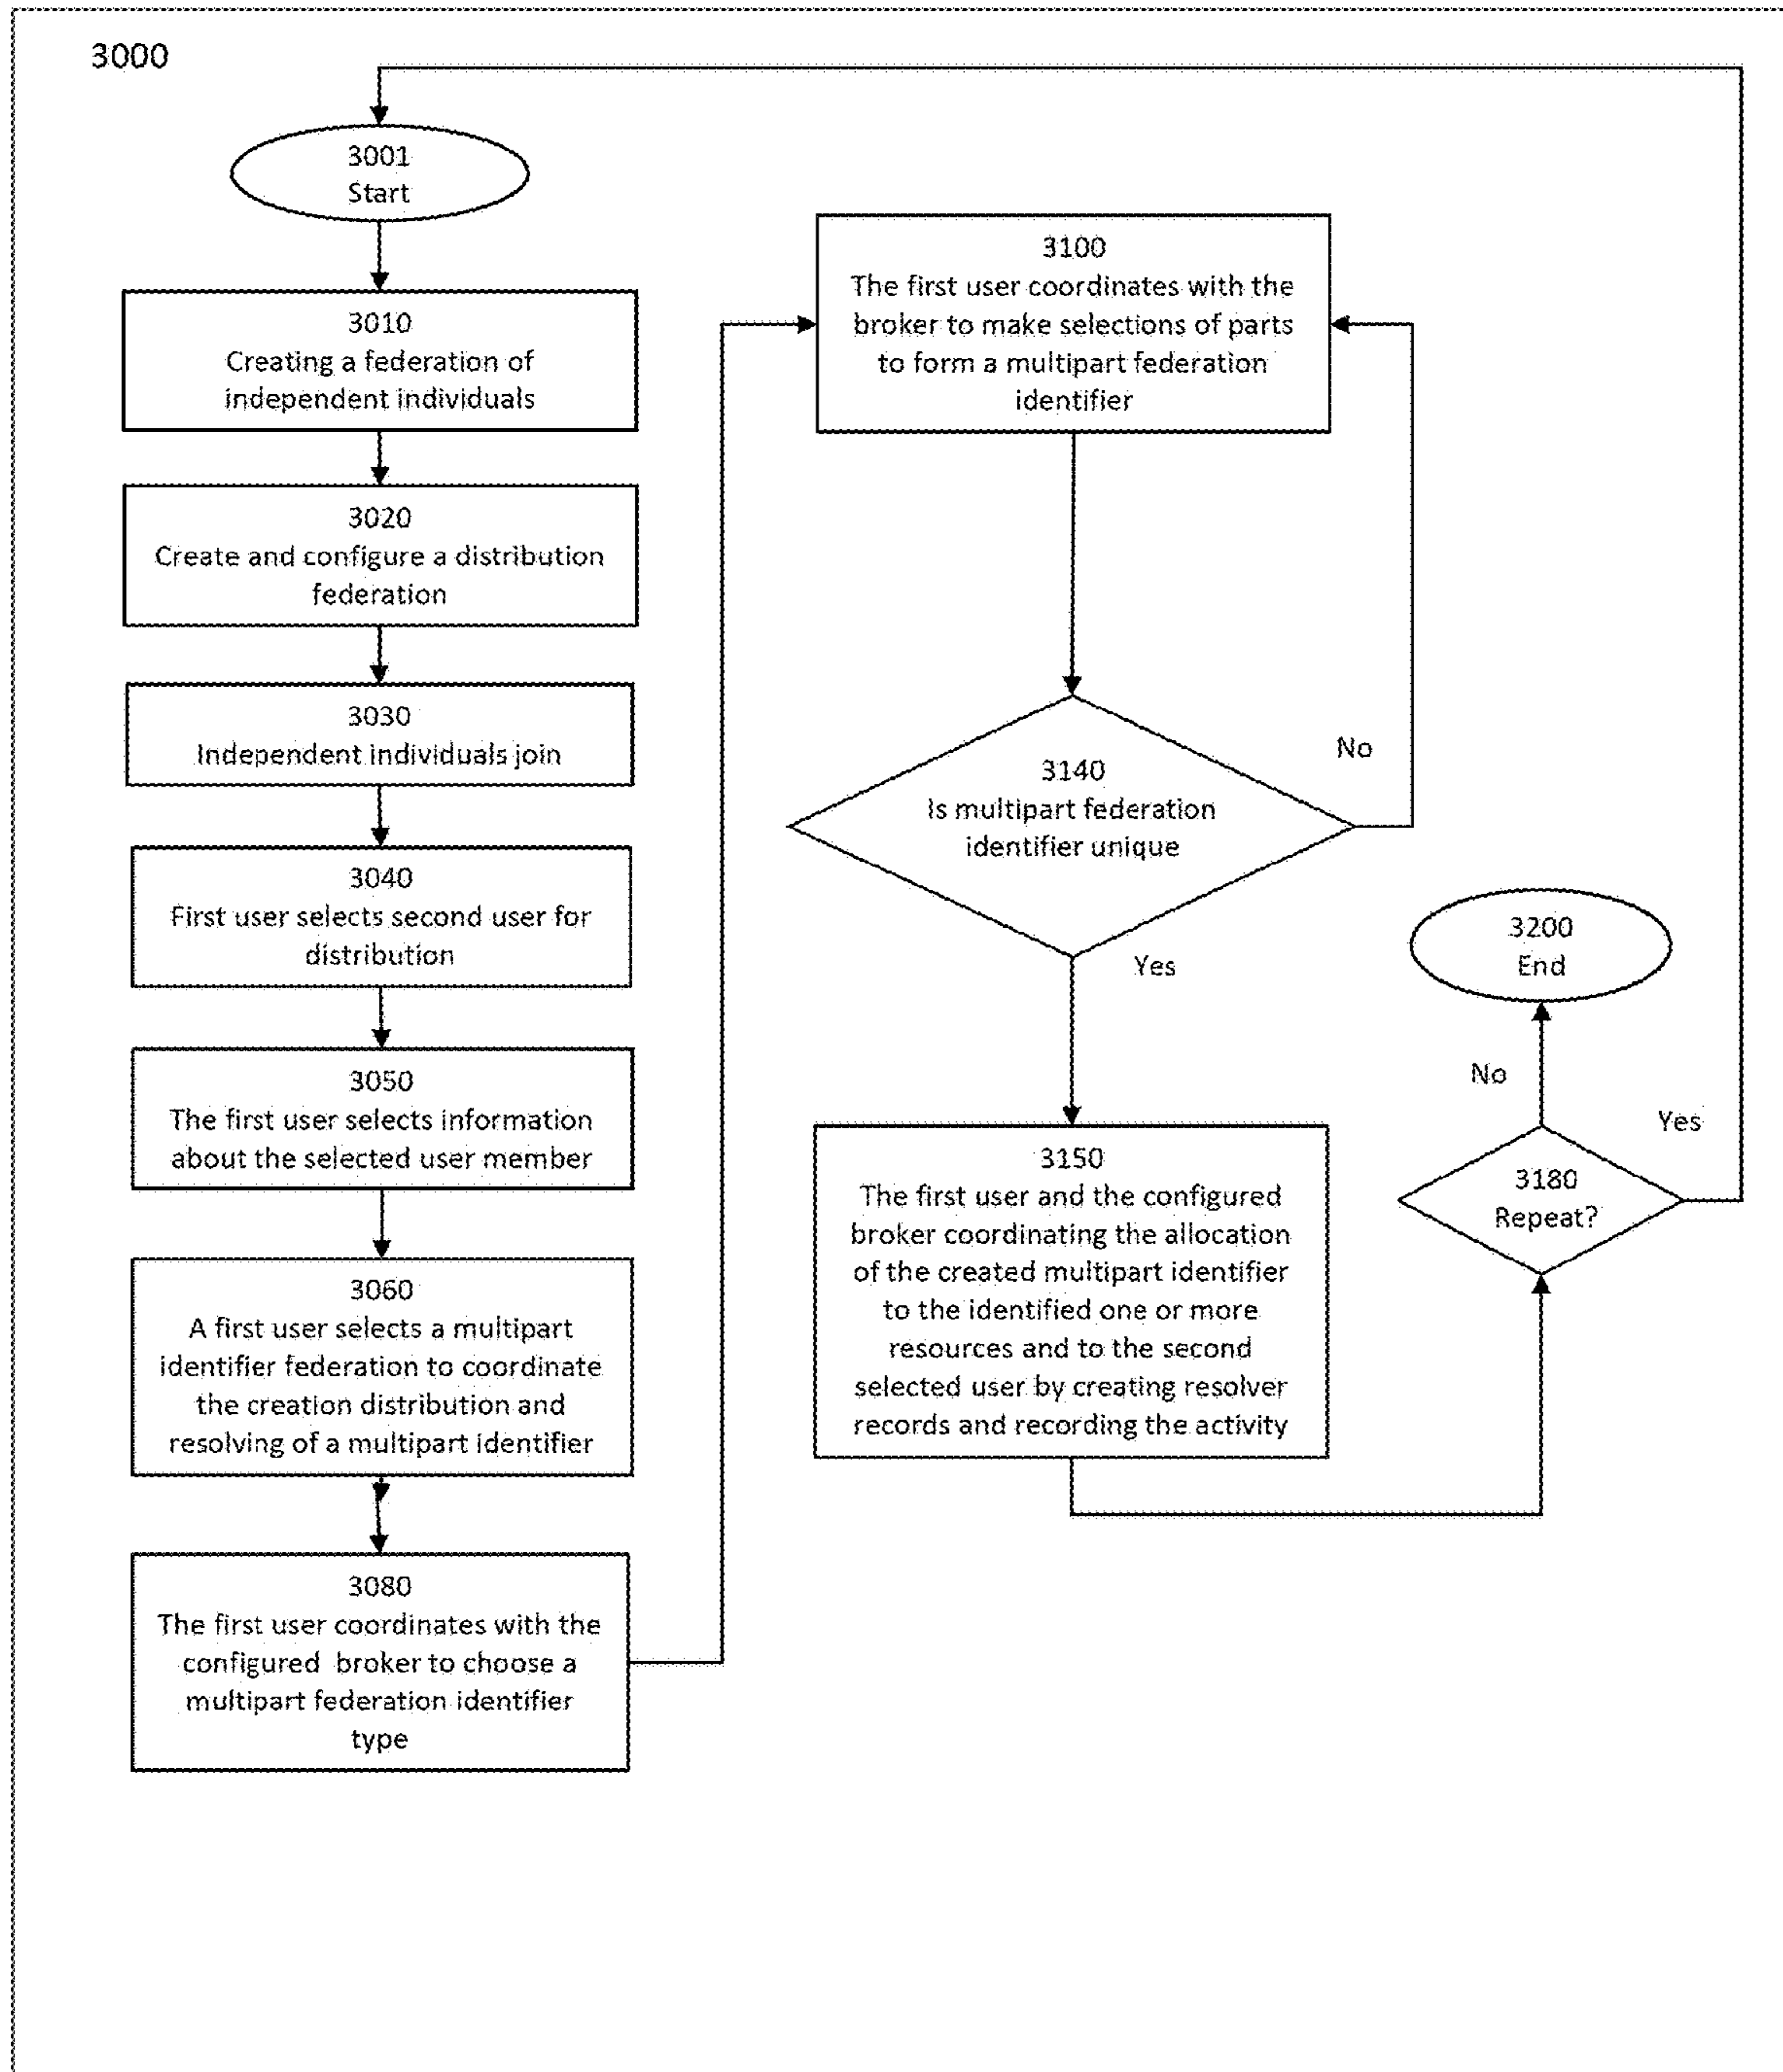 3000
3001
Start
3010
Creating a federation of
independent individuals
3020
Create and configure a distribution
federation
3030
Independent individuals join
3040
First user selects second user for
distribution
3050
The first user selects information
about the selected user member
3060
A first user selects a multipart
identifier federation to coordinate
the creation distribution and
resolving of a multipart identifier
3080
The first user coordinates with the
configured broker to choose a
multipart federation identifier
type
3100
The first user coordinates with the
broker to make selections of parts
to form a multipart federation
identifier
3140
Is multipart federation
identifier unique
No
Yes
3150
The first user and the configured
broker coordinating the allocation
of the created multipart identifier
to the identified one or more
resources and to the second
selected user by creating resolver
records and recording the activity
3180
Repeat?
No
Yes
3200
End